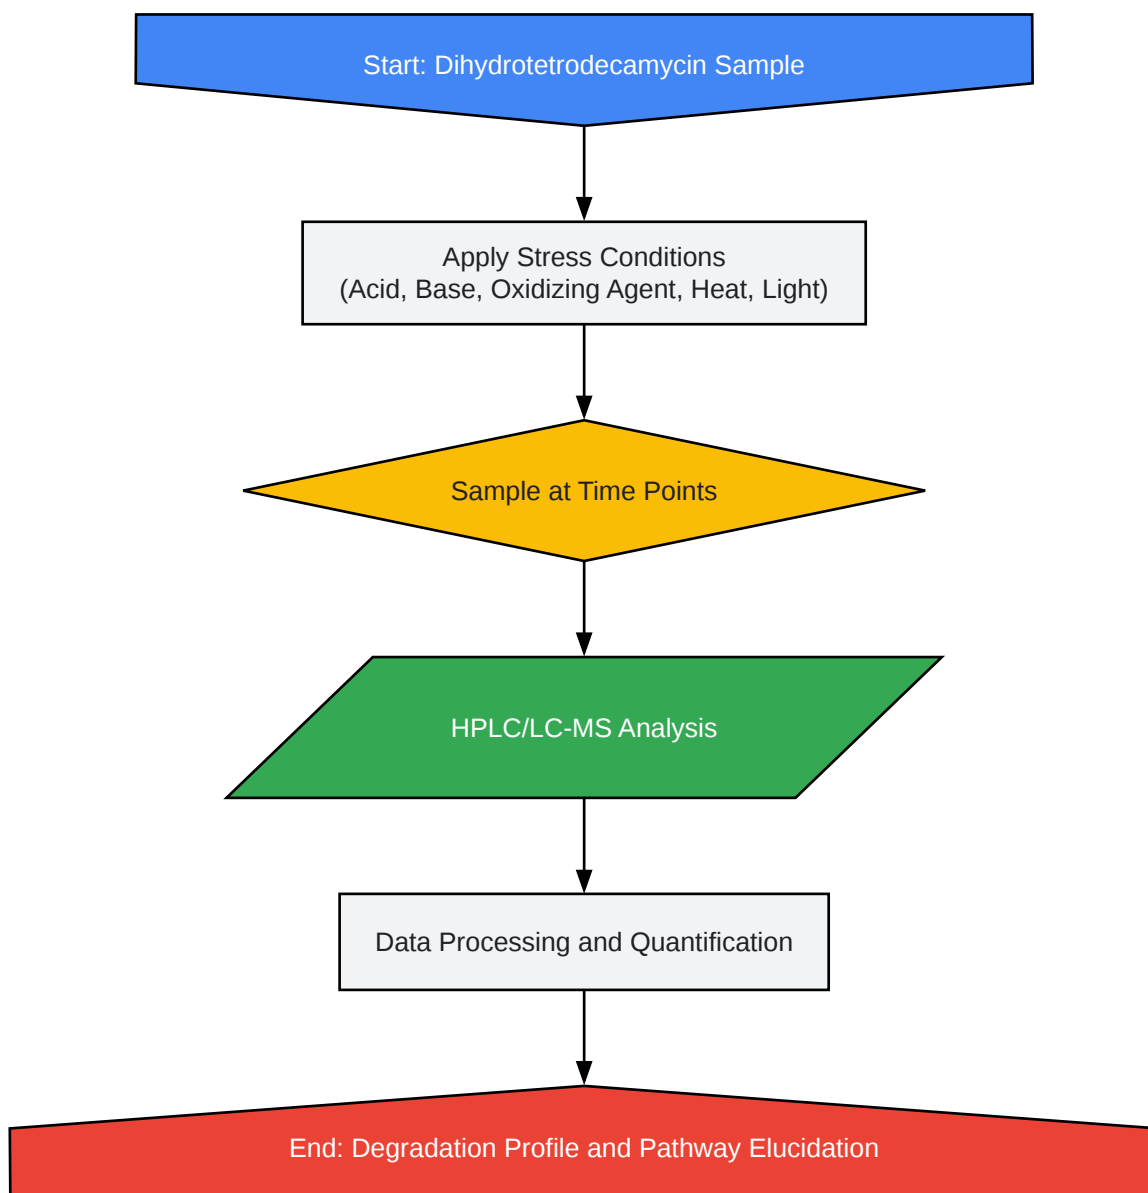 Start: Dihydrotetrodecamycin Sample
Apply Stress Conditions
(Acid, Base, Oxidizing Agent, Heat, Light)
Sample at Time Points
HPLC/LC-MS Analysis
Data Processing and Quantification
End: Degradation Profile and Pathway Elucidation